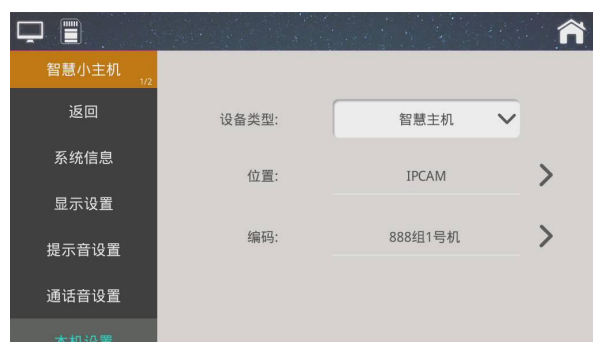 智慧小主机
1/2
返回
系统信息
显示设置
提示音设置
通话音设置
本机设置
设备类型: 智慧主机
位置: IPCAM
编码: 888组1号机